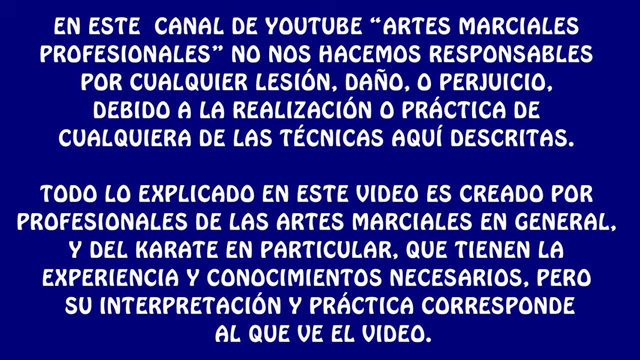 EN ESTE CANAL DE YOUTUBE “ARTES MARCIALES
PROFESIONALES” NO NOS HACEMOS RESPONSABLES
POR CUALQUIER LESIÓN, DAÑO, O PERJUICIO,
DEBIDO A LA REALIZACIÓN O PRÁCTICA DE
CUALQUIERA DE LAS TÉCNICAS AQUÍ DESCRITAS.
TODO LO EXPLICADO EN ESTE VIDEO ES CREADO POR
PROFESIONALES DE LAS ARTES MARCIALES EN GENERAL,
Y DEL KARATE EN PARTICULAR, QUE TIENEN LA
EXPERIENCIA Y CONOCIMIENTOS NECESARIOS, PERO
SU INTERPRETACIÓN Y PRÁCTICA CORRESPONDE
AL QUE VE EL VIDEO.